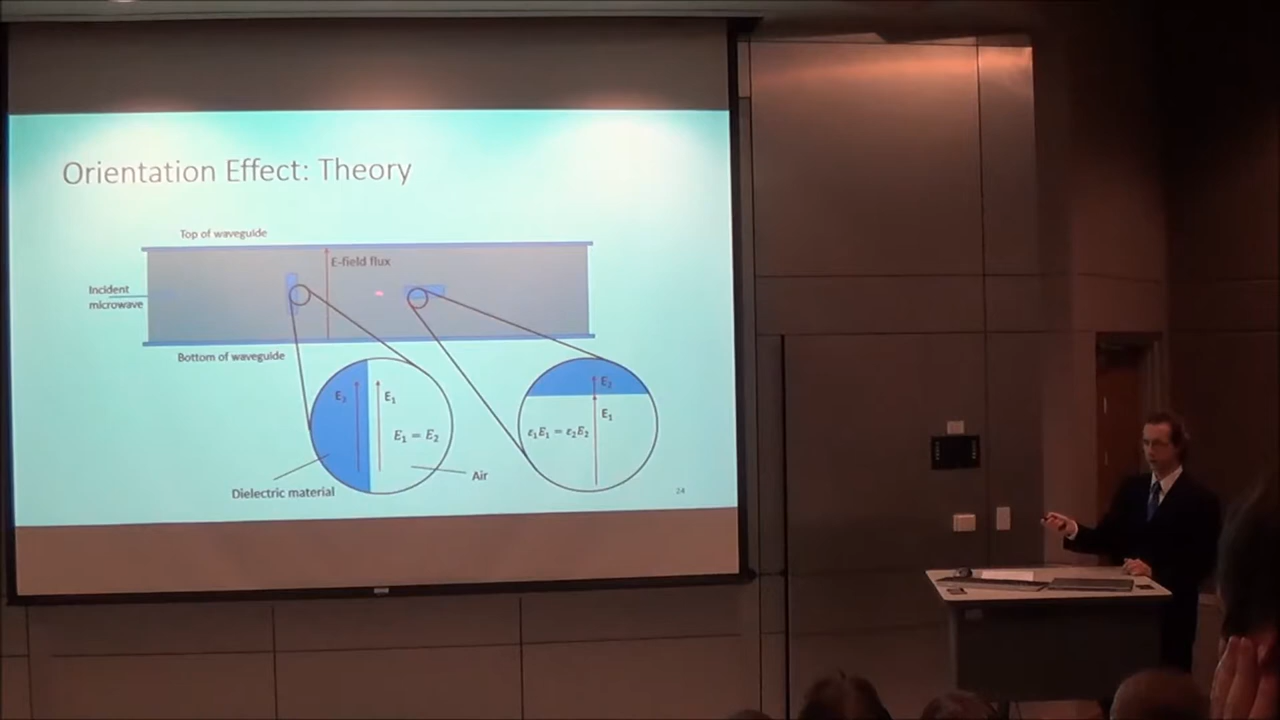 Orientation Effect: Theory
Top of waveguide
E-field flux
Incident
microwave
Bottom of waveguide
E₂
E₁
E₁ = E₂
Dielectric material
Air
E₂
E₁
ε₁E₁ = ε₂E₂
24